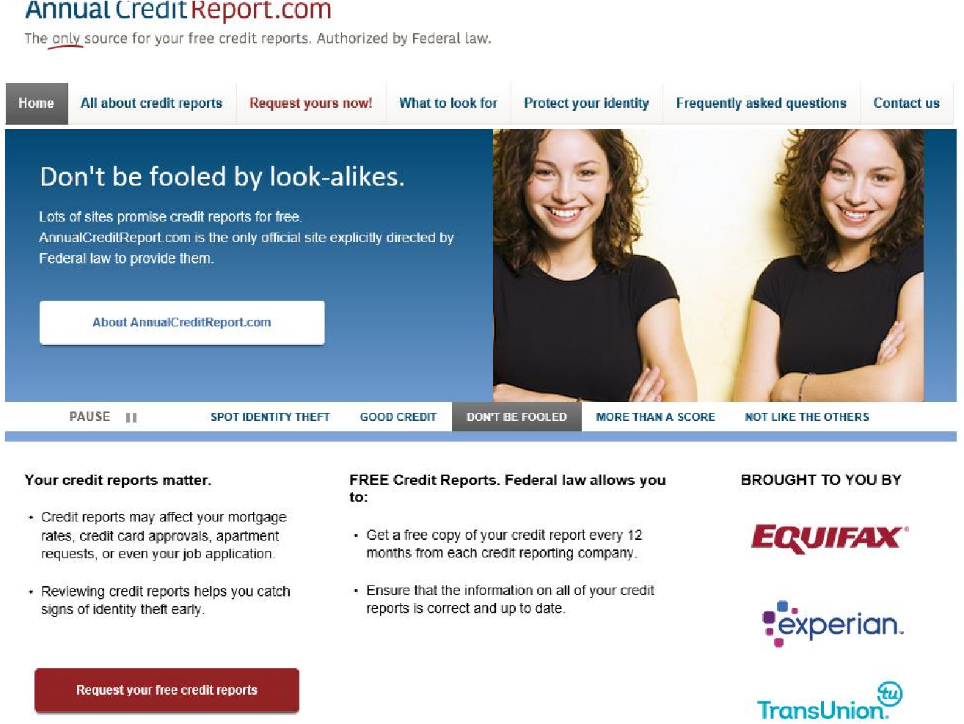 Annual Credit Report.com
The only source for your free credit reports. Authorized by Federal law.
Home
All about credit reports
Request yours now!
What to look for
Protect your identity
Frequently asked questions
Contact us
Don't be fooled by look-alikes.
Lots of sites promise credit reports for free.
AnnualCreditReport.com is the only official site explicitly directed by
Federal law to provide them.
About AnnualCreditReport.com
PAUSE
SPOT IDENTITY THEFT
GOOD CREDIT
DON'T BE FOOLED
MORE THAN A SCORE
NOT LIKE THE OTHERS
Your credit reports matter.
• Credit reports may affect your mortgage
rates, credit card approvals, apartment
requests, or even your job application.
• Reviewing credit reports helps you catch
signs of identity theft early.
Request your free credit reports
FREE Credit Reports. Federal law allows you
to:
• Get a free copy of your credit report every 12
months from each credit reporting company.
• Ensure that the information on all of your credit
reports is correct and up to date.
BROUGHT TO YOU BY
EQUIFAX®
experian™
TransUnion. tu